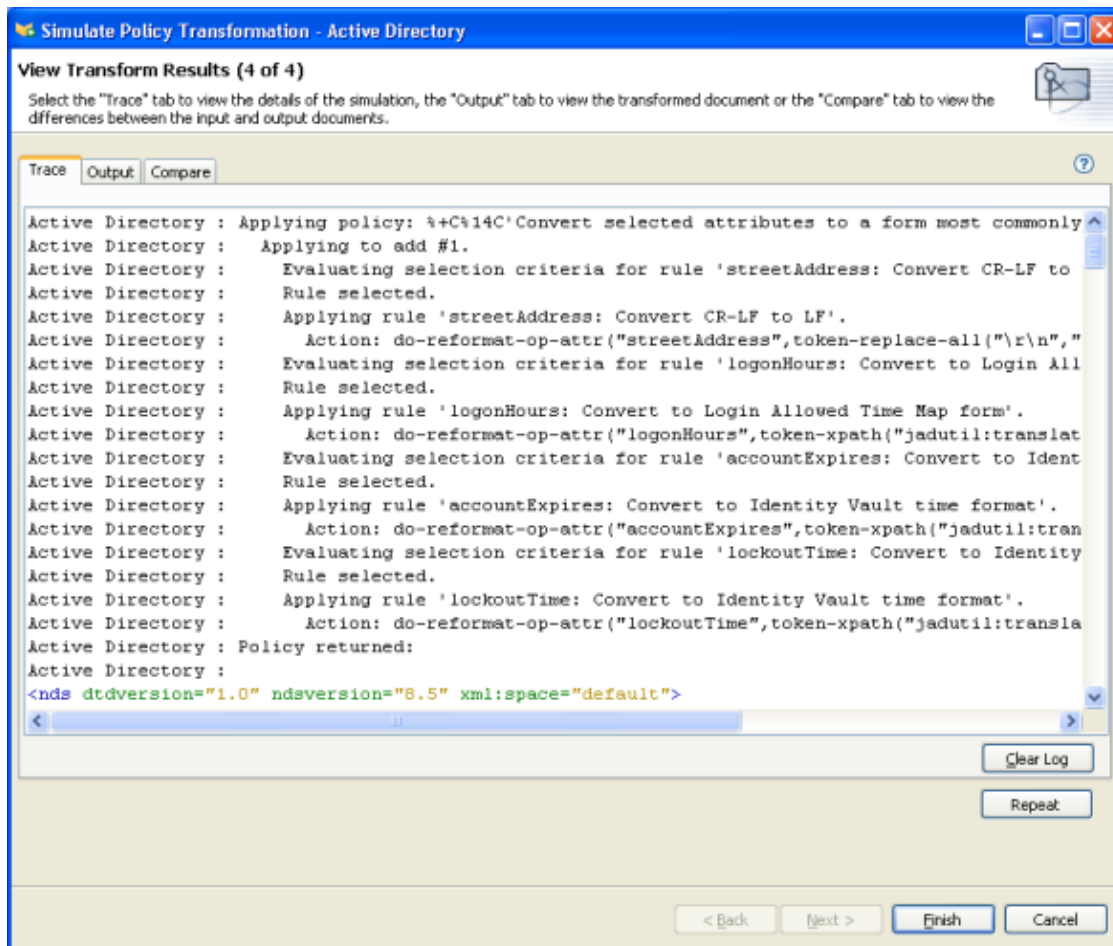 Simulate Policy Transformation - Active Directory
View Transform Results (4 of 4)
Select the "Trace" tab to view the details of the simulation, the "Output" tab to view the transformed document or the "Compare" tab to view the
differences between the input and output documents.
Trace Output Compare
Active Directory : Applying policy: %+C%14C'Convert selected attributes to a form most commonly
Active Directory :   Applying to add #1.
Active Directory :     Evaluating selection criteria for rule 'streetAddress: Convert CR-LF to
Active Directory :     Rule selected.
Active Directory :     Applying rule 'streetAddress: Convert CR-LF to LF'.
Active Directory :       Action: do-reformat-op-attr("streetAddress",token-replace-all("\r\n","
Active Directory :     Evaluating selection criteria for rule 'logonHours: Convert to Login All
Active Directory :     Rule selected.
Active Directory :     Applying rule 'logonHours: Convert to Login Allowed Time Map form'.
Active Directory :       Action: do-reformat-op-attr("logonHours",token-xpath("jadutil:translat
Active Directory :     Evaluating selection criteria for rule 'accountExpires: Convert to Ident
Active Directory :     Rule selected.
Active Directory :     Applying rule 'accountExpires: Convert to Identity Vault time format'.
Active Directory :       Action: do-reformat-op-attr("accountExpires",token-xpath("jadutil:tran
Active Directory :     Evaluating selection criteria for rule 'lockoutTime: Convert to Identity
Active Directory :     Rule selected.
Active Directory :     Applying rule 'lockoutTime: Convert to Identity Vault time format'.
Active Directory :       Action: do-reformat-op-attr("lockoutTime",token-xpath("jadutil:transla
Active Directory : Policy returned:
Active Directory :
<nds dtdversion="1.0" ndsversion="8.5" xml:space="default">
Clear Log
Repeat
< Back Next > Finish Cancel